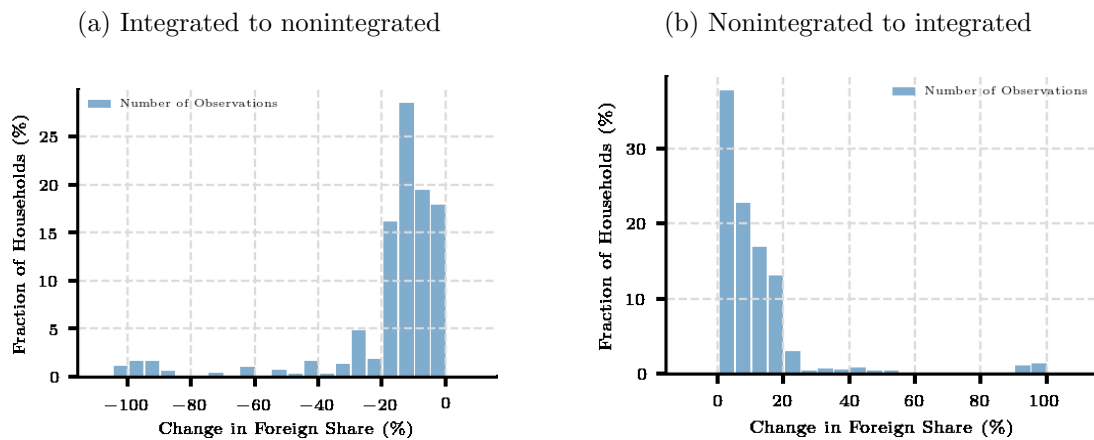 (a) Integrated to nonintegrated
Number of Observations
Fraction of Households (%)
25
20
15
10
5
0
−100
−80
−60
−40
−20
0
Change in Foreign Share (%)
(b) Nonintegrated to integrated
Number of Observations
Fraction of Households (%)
30
20
10
0
0
20
40
60
80
100
Change in Foreign Share (%)